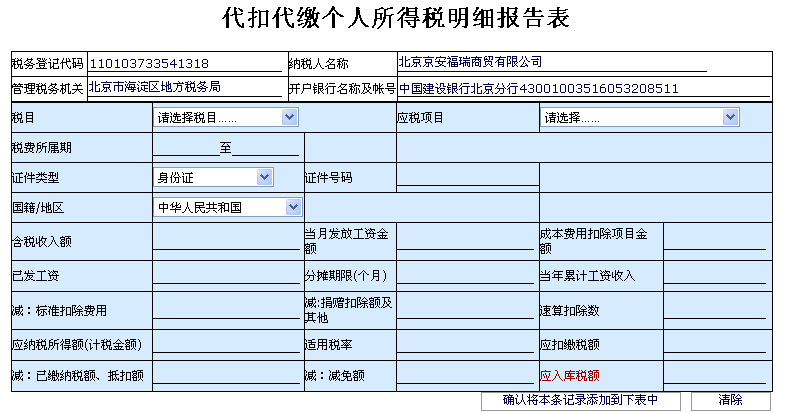 代扣代缴个人所得税明细报告表
税务登记代码 110103733541318 纳税人名称 北京京安福瑞商贸有限公司
管理税务机关 北京市海淀区地方税务局 开户银行名称及帐号 中国建设银行北京分行43001003516053208511
税目 请选择税目...... 应税项目 请选择......
税费所属期 至
证件类型 身份证 证件号码
国籍/地区 中华人民共和国
含税收入额 当月发放工资金额 成本费用扣除项目金额
已发工资 分摊期限(个月) 当年累计工资收入
减：标准扣除费用 减:捐赠扣除额及其他 速算扣除数
应纳税所得额(计税金额) 适用税率 应扣缴税额
减：已缴纳税额、抵扣额 减：减免额 应入库税额
确认将本条记录添加到下表中 清除